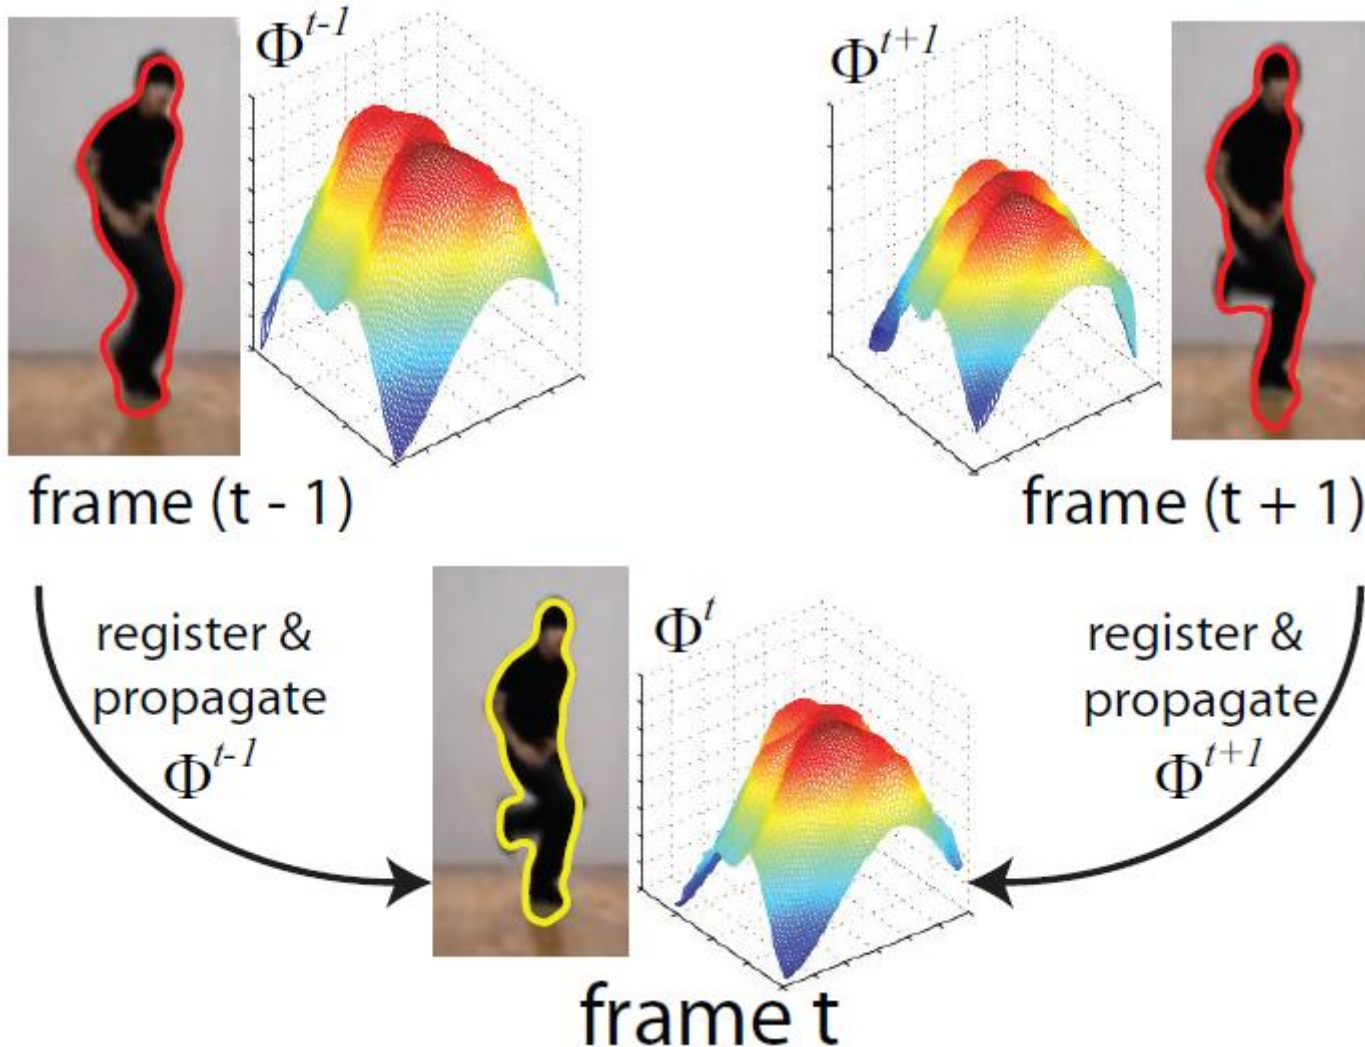 Φ^{t-1}
Φ^{t+1}
frame (t - 1)
frame (t + 1)
register &
propagate
Φ^{t-1}
Φ^{t}
register &
propagate
Φ^{t+1}
frame t